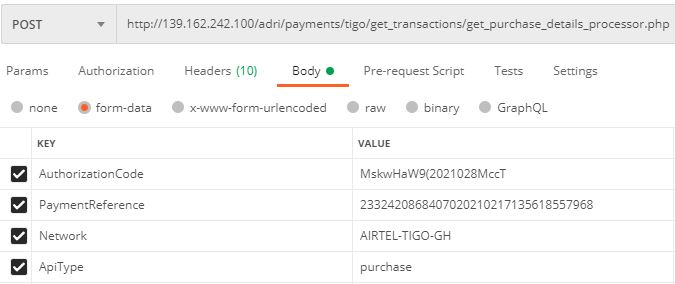 POST http://139.162.242.100/adri/payments/tigo/get_transactions/get_purchase_details_processor.php
Params Authorization Headers (10) Body Pre-request Script Tests Settings
none form-data x-www-form-urlencoded raw binary GraphQL
KEY VALUE
AuthorizationCode MskwHaW9(2021028MccT
PaymentReference 23324208684070202102171356185579​68
Network AIRTEL-TIGO-GH
ApiType purchase